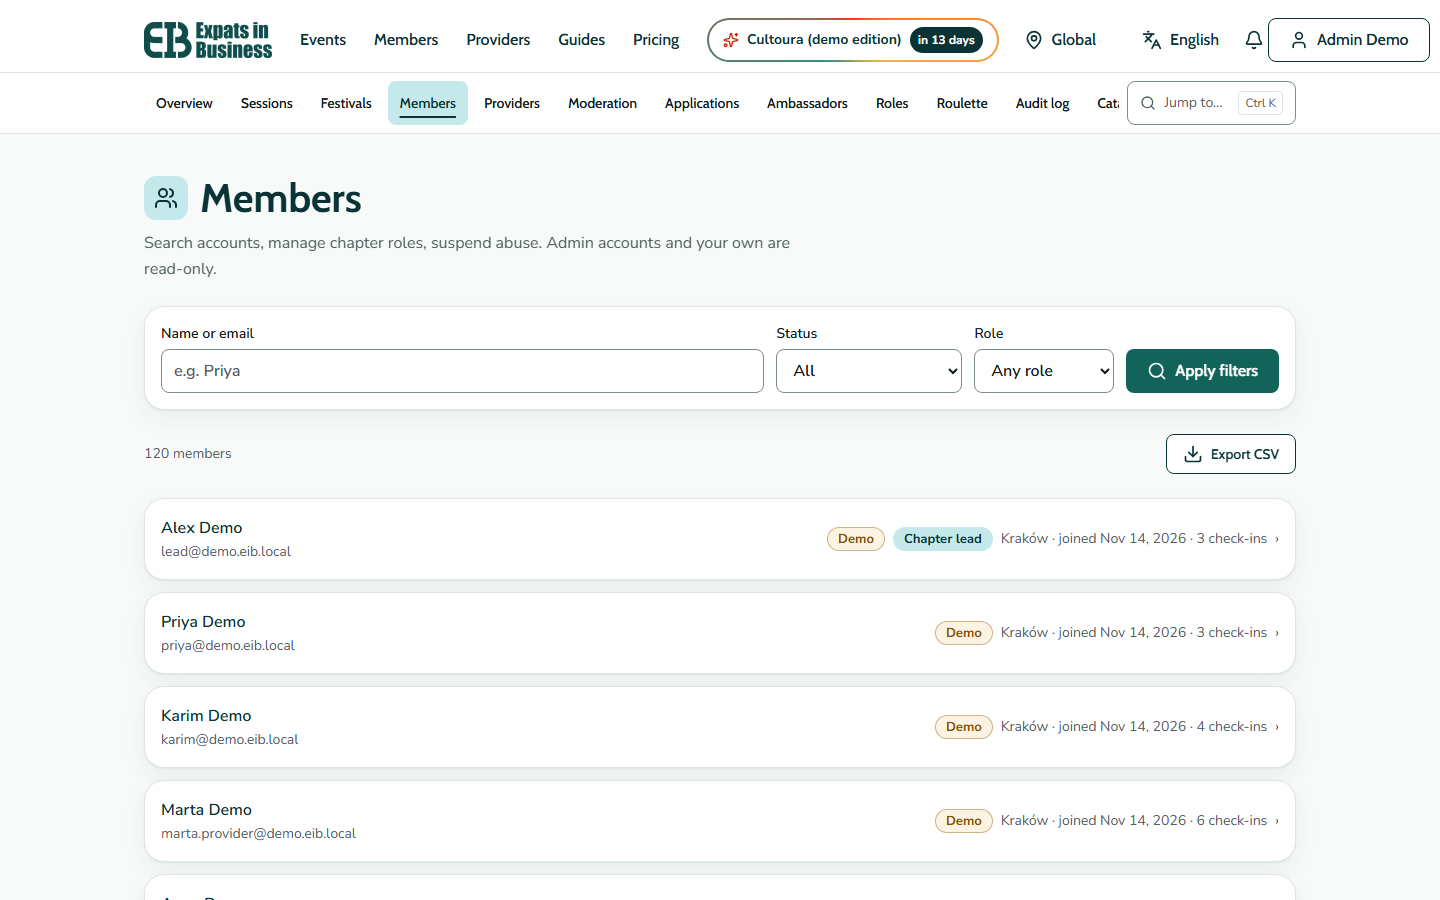 EIB Expats in Business
Events
Members
Providers
Guides
Pricing
Cultoura (demo edition) in 13 days
Global
English
Admin Demo
Overview
Sessions
Festivals
Members
Providers
Moderation
Applications
Ambassadors
Roles
Roulette
Audit log
Jump to...
Ctrl K
Members
Search accounts, manage chapter roles, suspend abuse. Admin accounts and your own are
read-only.
Name or email
Status
Role
e.g. Priya
All
Any role
Apply filters
120 members
Export CSV
Alex Demo
lead@demo.eib.local
Demo
Chapter lead
Kraków · joined Nov 14, 2026 · 3 check-ins ›
Priya Demo
priya@demo.eib.local
Demo
Kraków · joined Nov 14, 2026 · 3 check-ins ›
Karim Demo
karim@demo.eib.local
Demo
Kraków · joined Nov 14, 2026 · 4 check-ins ›
Marta Demo
marta.provider@demo.eib.local
Demo
Kraków · joined Nov 14, 2026 · 6 check-ins ›